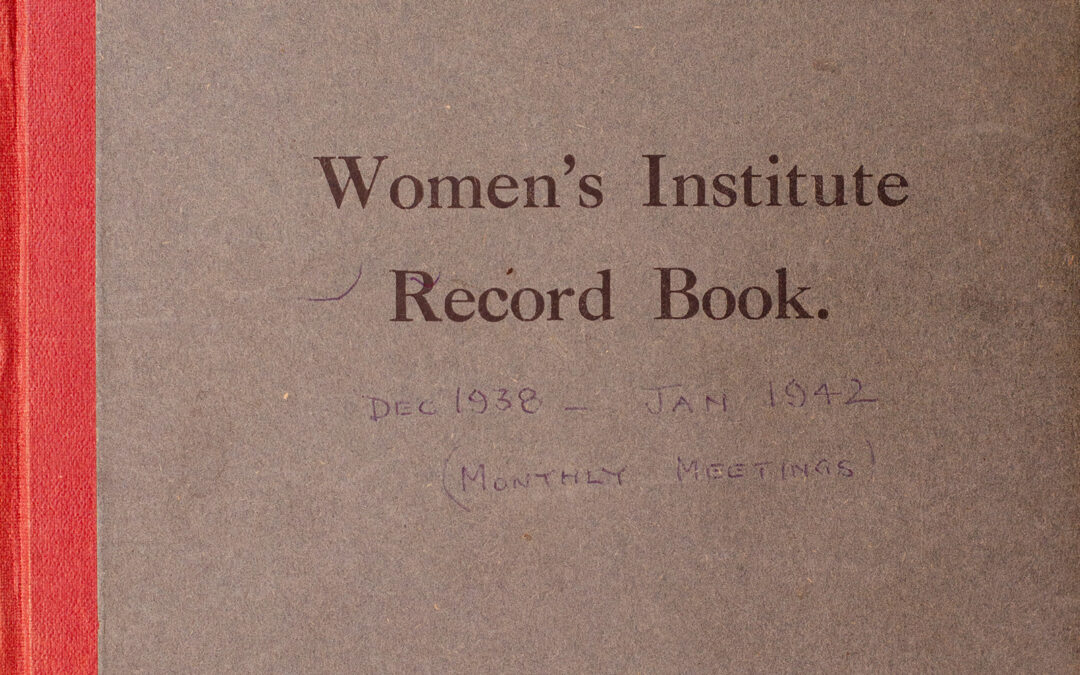 Women's Institute
Record Book.
DEC 1938 – JAN 1942
(MONTHLY MEETINGS)